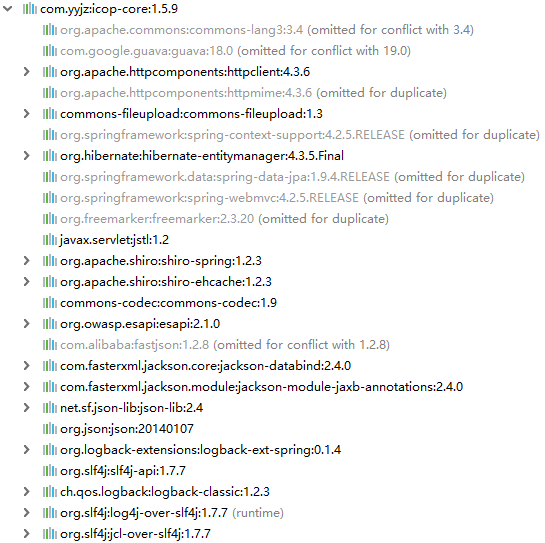 com.yyjz:icop-core:1.5.9
org.apache.commons:commons-lang3:3.4 (omitted for conflict with 3.4)
com.google.guava:guava:18.0 (omitted for conflict with 19.0)
org.apache.httpcomponents:httpclient:4.3.6
org.apache.httpcomponents:httpmime:4.3.6 (omitted for duplicate)
commons-fileupload:commons-fileupload:1.3
org.springframework:spring-context-support:4.2.5.RELEASE (omitted for duplicate)
org.hibernate:hibernate-entitymanager:4.3.5.Final
org.springframework.data:spring-data-jpa:1.9.4.RELEASE (omitted for duplicate)
org.springframework:spring-webmvc:4.2.5.RELEASE (omitted for duplicate)
org.freemarker:freemarker:2.3.20 (omitted for duplicate)
javax.servlet:jstl:1.2
org.apache.shiro:shiro-spring:1.2.3
org.apache.shiro:shiro-ehcache:1.2.3
commons-codec:commons-codec:1.9
org.owasp.esapi:esapi:2.1.0
com.alibaba:fastjson:1.2.8 (omitted for conflict with 1.2.8)
com.fasterxml.jackson.core:jackson-databind:2.4.0
com.fasterxml.jackson.module:jackson-module-jaxb-annotations:2.4.0
net.sf.json-lib:json-lib:2.4
org.json:json:20140107
org.logback-extensions:logback-ext-spring:0.1.4
org.slf4j:slf4j-api:1.7.7
ch.qos.logback:logback-classic:1.2.3
org.slf4j:log4j-over-slf4j:1.7.7 (runtime)
org.slf4j:jcl-over-slf4j:1.7.7